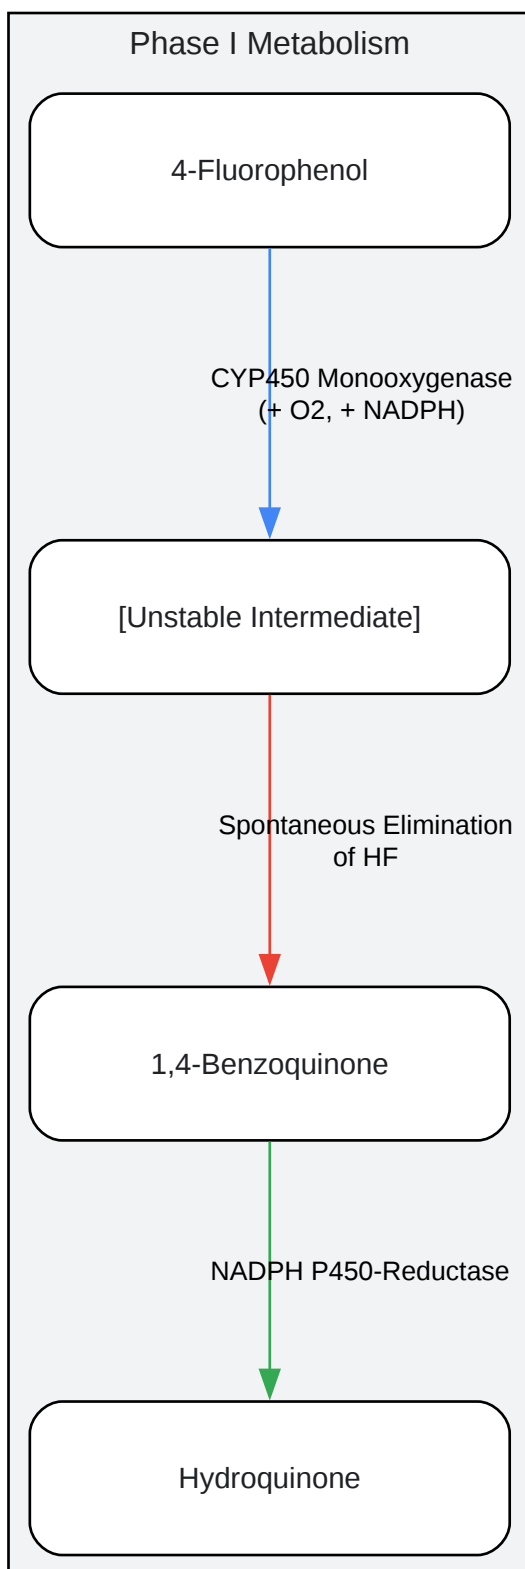 Phase I Metabolism
4-Fluorophenol
CYP450 Monooxygenase
(+ O2, + NADPH)
[Unstable Intermediate]
Spontaneous Elimination
of HF
1,4-Benzoquinone
NADPH P450-Reductase
Hydroquinone